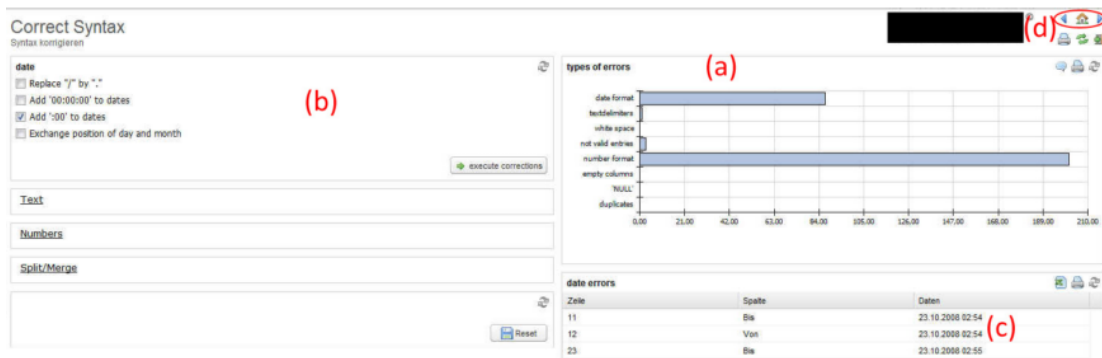 Correct Syntax
Syntax korrigieren
(d)
date
Replace "/" by "."
Add '00:00:00' to dates
Add ':00' to dates
Exchange position of day and month
(b)
execute corrections
Text
Numbers
Split/Merge
Reset
types of errors
(a)
date format
textdelimiters
white space
not valid entries
number format
empty columns
'NULL'
duplicates
0,00 21,00 42,00 63,00 84,00 105,00 126,00 147,00 168,00 189,00 210,00
date errors
Zeile Spalte Daten
11 Bis 23.10.2008 02:54
12 Von 23.10.2008 02:54
(c)
23 Bis 23.10.2008 02:55